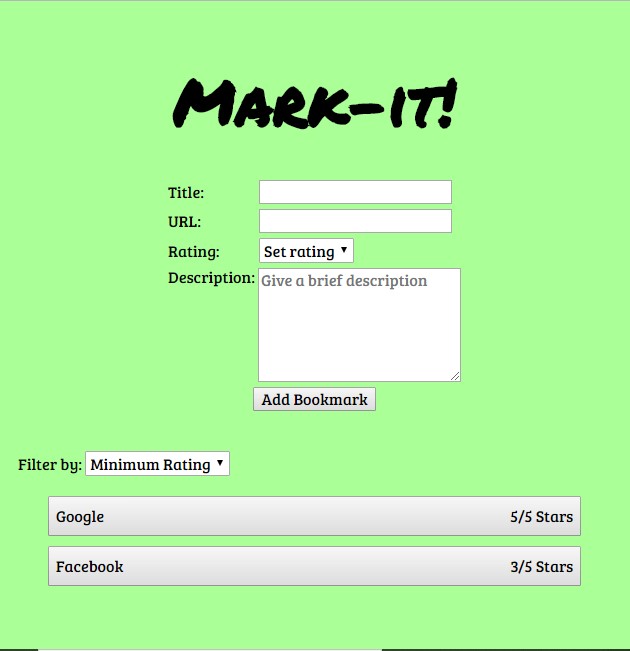 Mark-it!
Title:
URL:
Rating: Set rating
Description: Give a brief description
Add Bookmark
Filter by: Minimum Rating
Google 5/5 Stars
Facebook 3/5 Stars